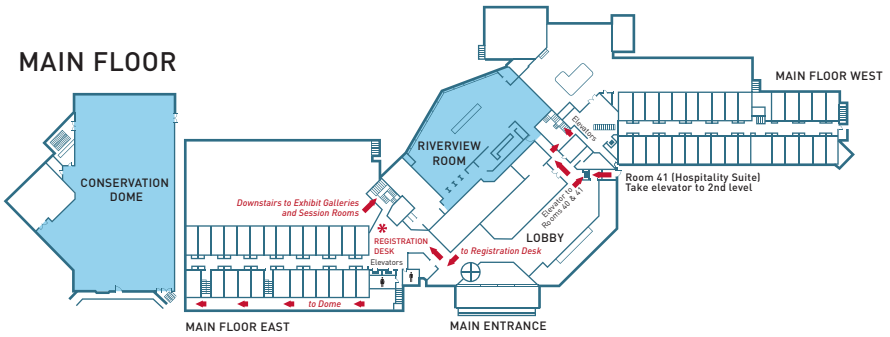 MAIN FLOOR
MAIN FLOOR WEST
Elevators
RIVERVIEW
ROOM
CONSERVATION
DOME
Room 41 (Hospitality Suite)
Take elevator to 2nd level
Elevator to
Rooms 40 & 41
Downstairs to Exhibit Galleries
and Session Rooms
*
LOBBY
REGISTRATION
DESK
to Registration Desk
Elevators
to Dome
MAIN FLOOR EAST
MAIN ENTRANCE